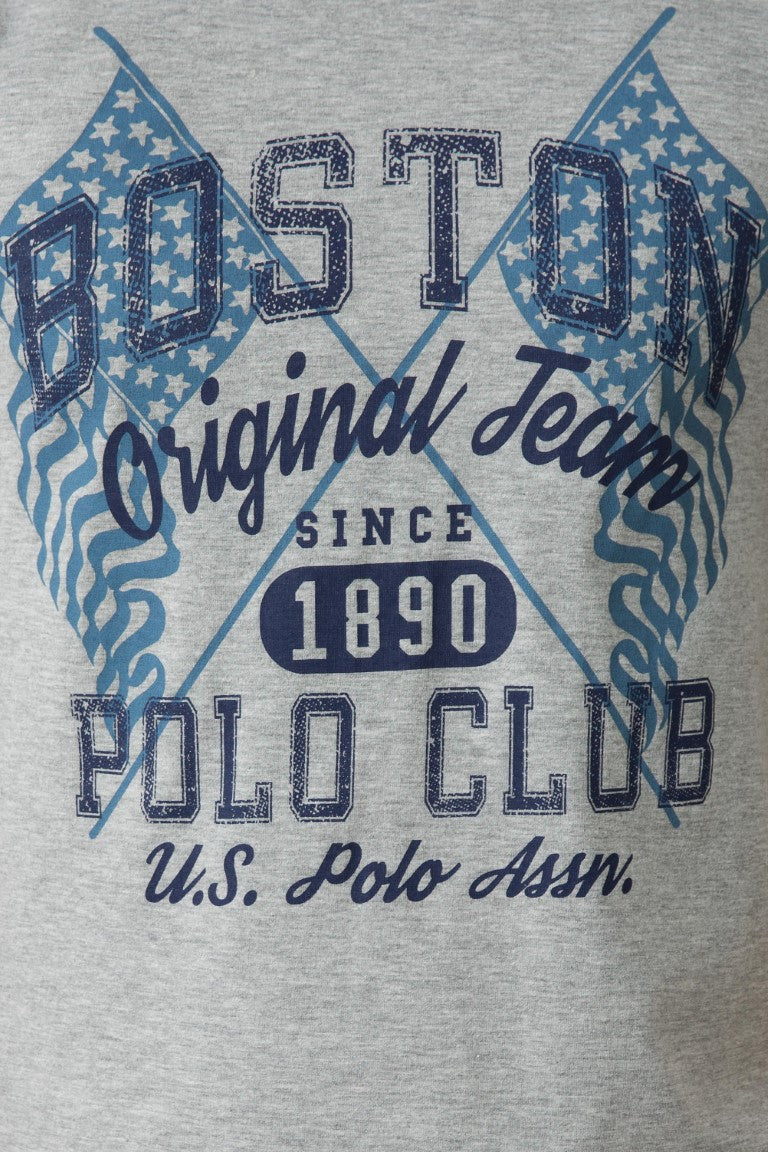 BOSTON
Original Team
SINCE
1890
POLO CLUB
U.S. Polo Assn.